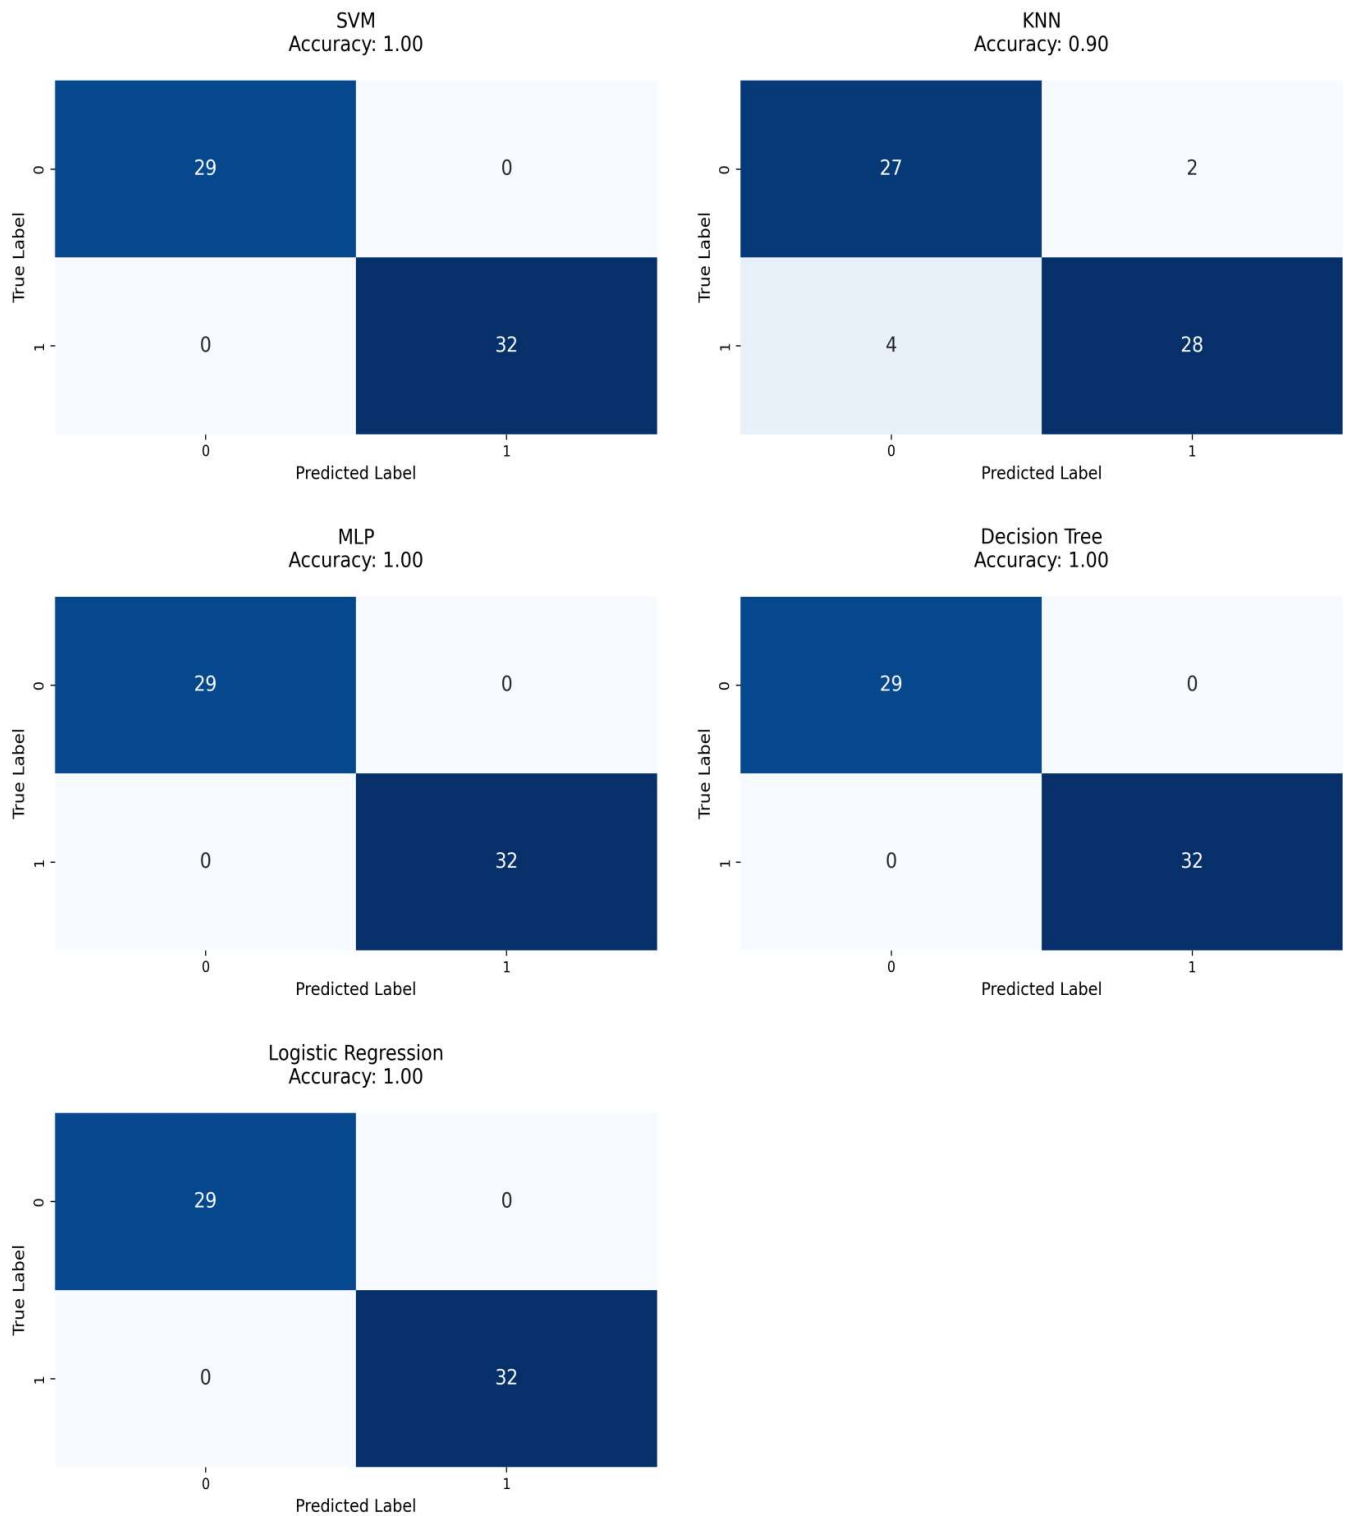 SVM
Accuracy: 1.00
True Label
0
29
0
1
0
32
0
1
Predicted Label
KNN
Accuracy: 0.90
True Label
0
27
2
1
4
28
0
1
Predicted Label
MLP
Accuracy: 1.00
True Label
0
29
0
1
0
32
0
1
Predicted Label
Decision Tree
Accuracy: 1.00
True Label
0
29
0
1
0
32
0
1
Predicted Label
Logistic Regression
Accuracy: 1.00
True Label
0
29
0
1
0
32
0
1
Predicted Label